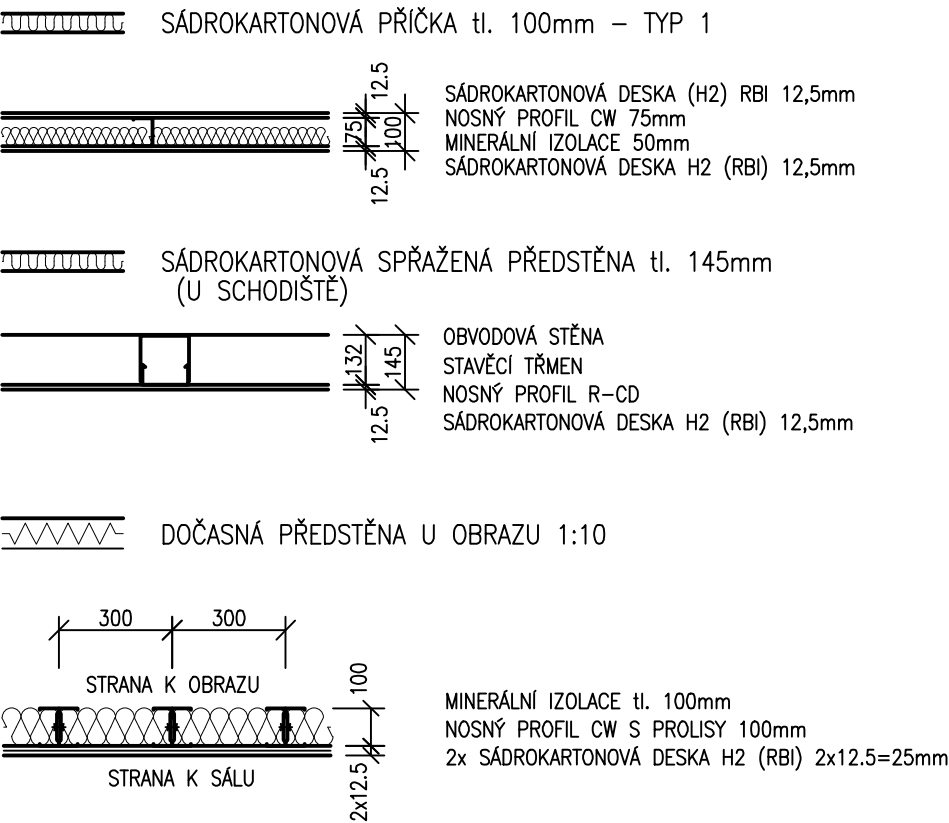 SÁDROKARTONOVÁ PŘÍČKA tl. 100mm – TYP 1
12.5
75
100
12.5
SÁDROKARTONOVÁ DESKA (H2) RBI 12,5mm
NOSNÝ PROFIL CW 75mm
MINERÁLNÍ IZOLACE 50mm
SÁDROKARTONOVÁ DESKA H2 (RBI) 12,5mm
SÁDROKARTONOVÁ SPŘAŽENÁ PŘEDSTĚNA tl. 145mm
(U SCHODIŠTĚ)
132
145
12.5
OBVODOVÁ STĚNA
STAVĚCÍ TŘMEN
NOSNÝ PROFIL R–CD
SÁDROKARTONOVÁ DESKA H2 (RBI) 12,5mm
DOČASNÁ PŘEDSTĚNA U OBRAZU 1:10
300 300
STRANA K OBRAZU
100
2x12.5
STRANA K SÁLU
MINERÁLNÍ IZOLACE tl. 100mm
NOSNÝ PROFIL CW S PROLISY 100mm
2x SÁDROKARTONOVÁ DESKA H2 (RBI) 2x12.5=25mm